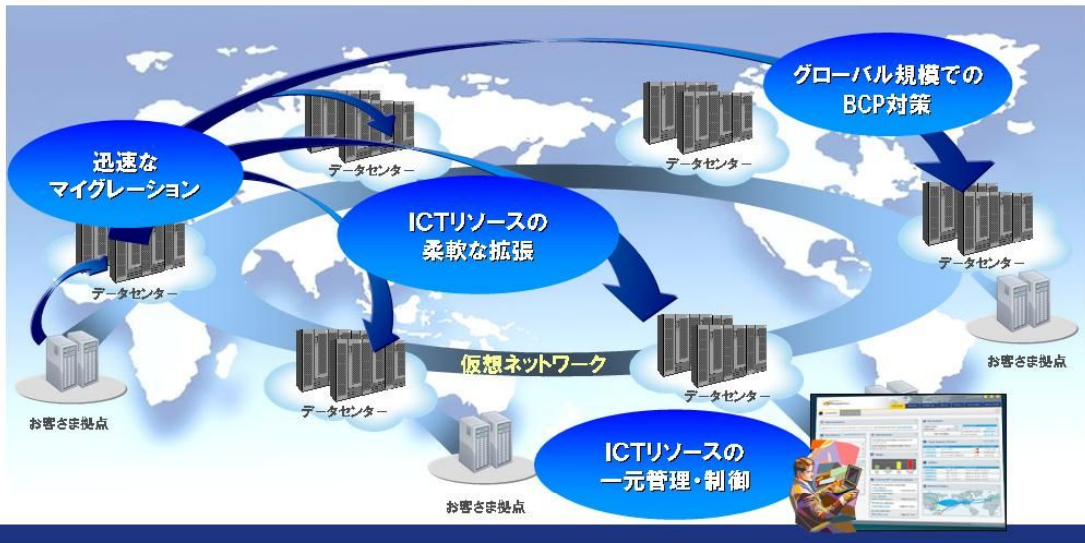 グローバル規模での
BCP対策
データセンター
データセンター
迅速な
マイグレーション
ICTリソースの
柔軟な拡張
データセンター
データセンター
お客さま拠点
仮想ネットワーク
データセンター
データセンター
お客さま拠点
ICTリソースの
一元管理・制御
お客さま拠点